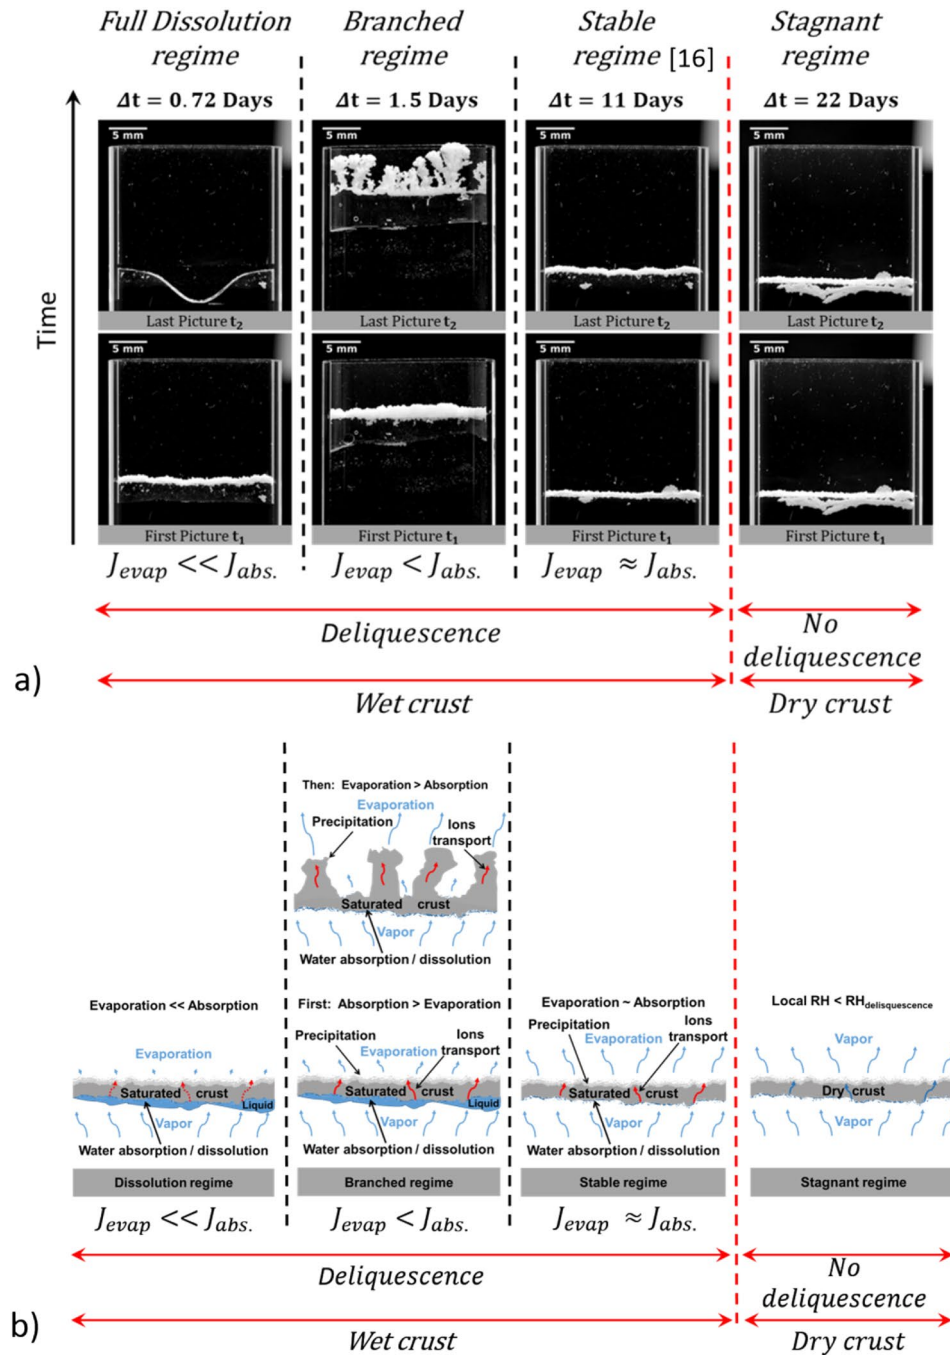 Full Dissolution regime
Branched regime
Stable regime [16]
Stagnant regime
Δt = 0.72 Days
Δt = 1.5 Days
Δt = 11 Days
Δt = 22 Days
Time
5 mm
5 mm
5 mm
5 mm
Last Picture t2
Last Picture t2
Last Picture t2
Last Picture t2
5 mm
5 mm
5 mm
5 mm
First Picture t1
First Picture t1
First Picture t1
First Picture t1
Jevap << Jabs.
Jevap < Jabs.
Jevap ≈ Jabs.
Deliquescence
No deliquescence
a)
Wet crust
Dry crust
Then: Evaporation > Absorption
Evaporation
Precipitation
Ions transport
Saturated crust
Vapor
Water absorption / dissolution
Evaporation << Absorption
First: Absorption > Evaporation
Evaporation ~ Absorption
Local RH < RHdelisquescence
Evaporation
Saturated crust
Liquid
Vapor
Water absorption / dissolution
Precipitation
Ions transport
Evaporation
Saturated crust
Liquid
Vapor
Water absorption / dissolution
Precipitation
Ions transport
Evaporation
Saturated crust
Vapor
Water absorption / dissolution
Vapor
Dry crust
Vapor
Dissolution regime
Branched regime
Stable regime
Stagnant regime
Jevap << Jabs.
Jevap < Jabs.
Jevap ≈ Jabs.
Deliquescence
No deliquescence
b)
Wet crust
Dry crust